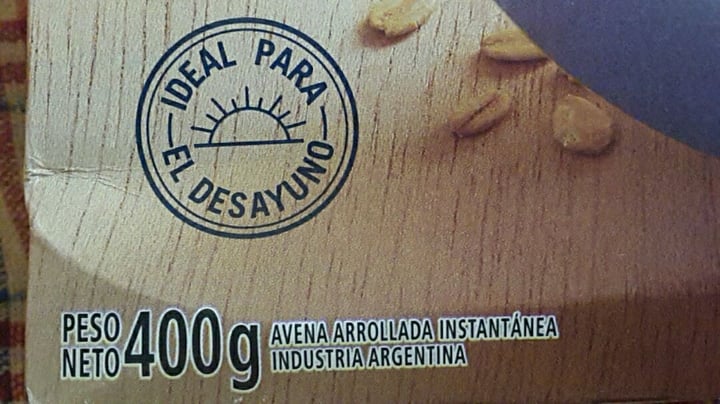 IDEAL PARA
EL DESAYUNO
PESO NETO 400g
AVENA ARROLLADA INSTANTÁNEA
INDUSTRIA ARGENTINA